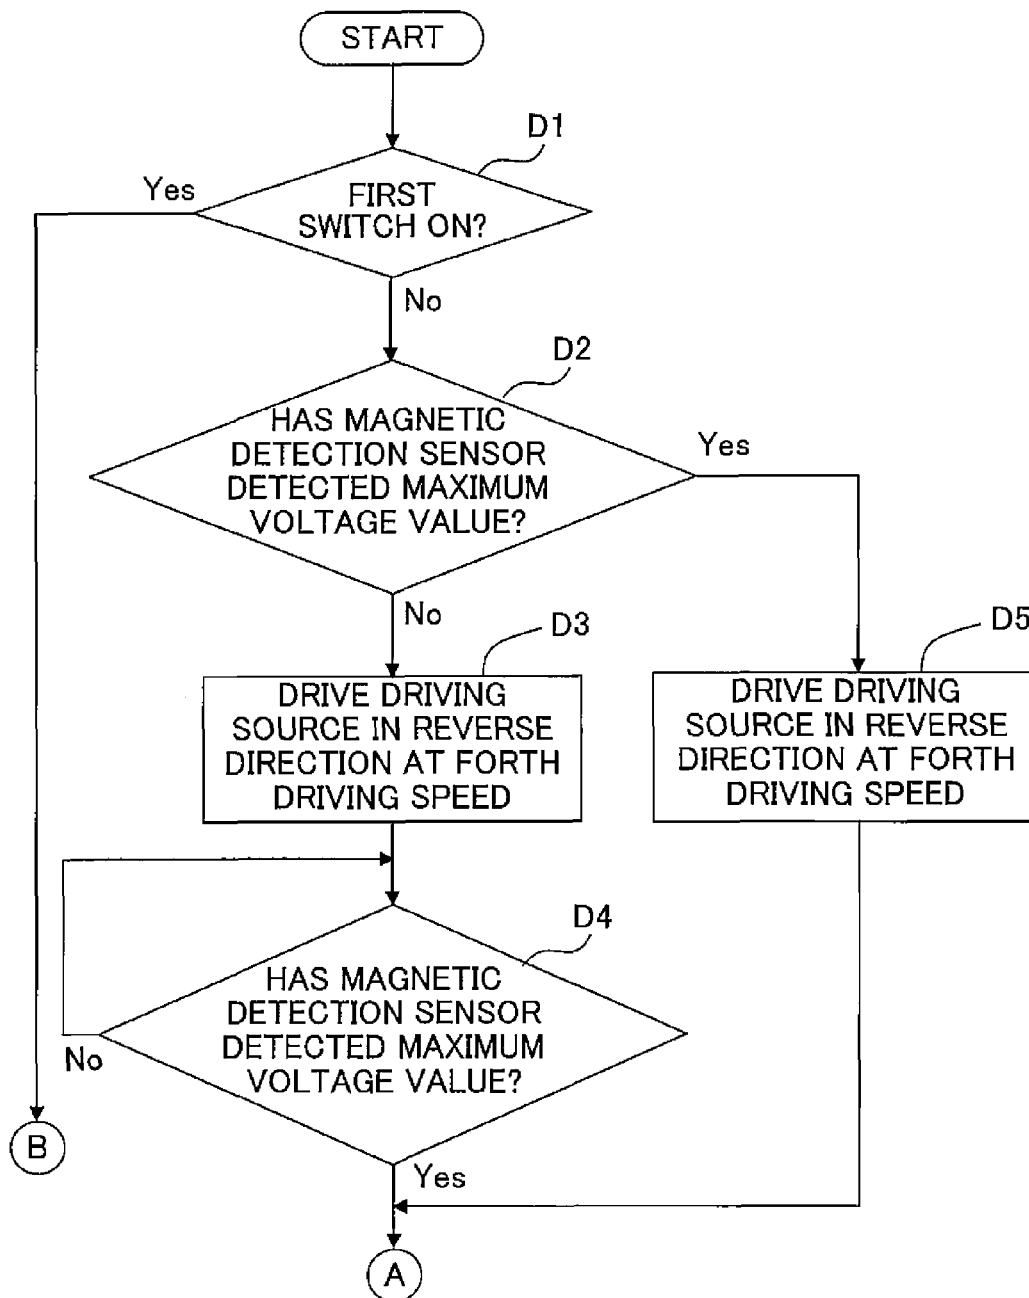 START
D1
Yes
FIRST
SWITCH ON?
No
D2
HAS MAGNETIC
DETECTION SENSOR
DETECTED MAXIMUM
VOLTAGE VALUE?
Yes
No
D3
DRIVE DRIVING
SOURCE IN REVERSE
DIRECTION AT FORTH
DRIVING SPEED
D5
DRIVE DRIVING
SOURCE IN REVERSE
DIRECTION AT FORTH
DRIVING SPEED
D4
HAS MAGNETIC
DETECTION SENSOR
DETECTED MAXIMUM
VOLTAGE VALUE?
No
B
Yes
A